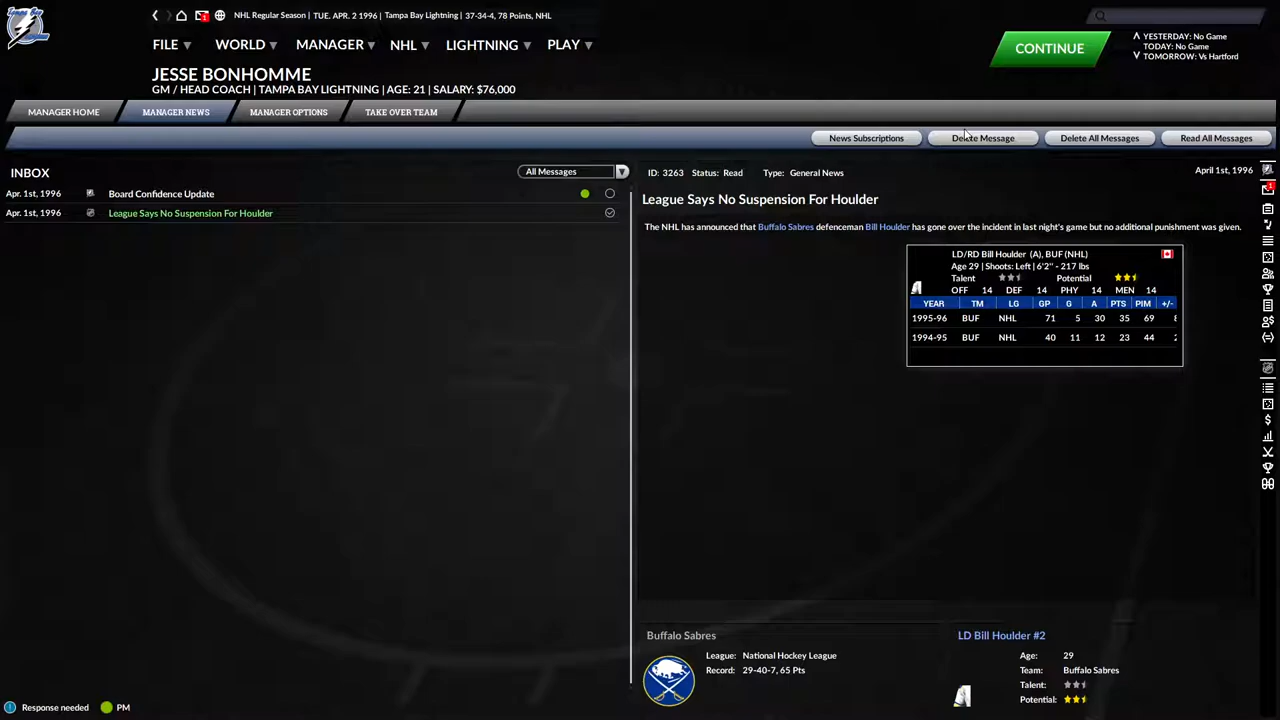 NHL Regular Season | TUE. APR. 2 1996 | Tampa Bay Lightning | 37-34-4, 78 Points, NHL
FILE WORLD MANAGER NHL LIGHTNING PLAY
CONTINUE
YESTERDAY: No Game
TODAY: No Game
TOMORROW: Vs Hartford
JESSE BONHOMME
GM / HEAD COACH | TAMPA BAY LIGHTNING | AGE: 21 | SALARY: $76,000
MANAGER HOME MANAGER NEWS MANAGER OPTIONS TAKE OVER TEAM
News Subscriptions Delete Message Delete All Messages Read All Messages
INBOX All Messages
Apr. 1st, 1996 Board Confidence Update
Apr. 1st, 1996 League Says No Suspension For Houlder
ID: 3263 Status: Read Type: General News April 1st, 1996
League Says No Suspension For Houlder
The NHL has announced that Buffalo Sabres defenceman Bill Houlder has gone over the incident in last night's game but no additional punishment was given.
LD/RD Bill Houlder (A), BUF (NHL)
Age 29 | Shoots: Left | 6'2" - 217 lbs
Talent Potential
OFF 14 DEF 14 PHY 14 MEN 14
YEAR TM LG GP G A PTS PIM +/-
1995-96 BUF NHL 71 5 30 35 69
1994-95 BUF NHL 40 11 12 23 44
Buffalo Sabres
League: National Hockey League
Record: 29-40-7, 65 Pts
LD Bill Houlder #2
Age: 29
Team: Buffalo Sabres
Talent:
Potential:
Response needed PM